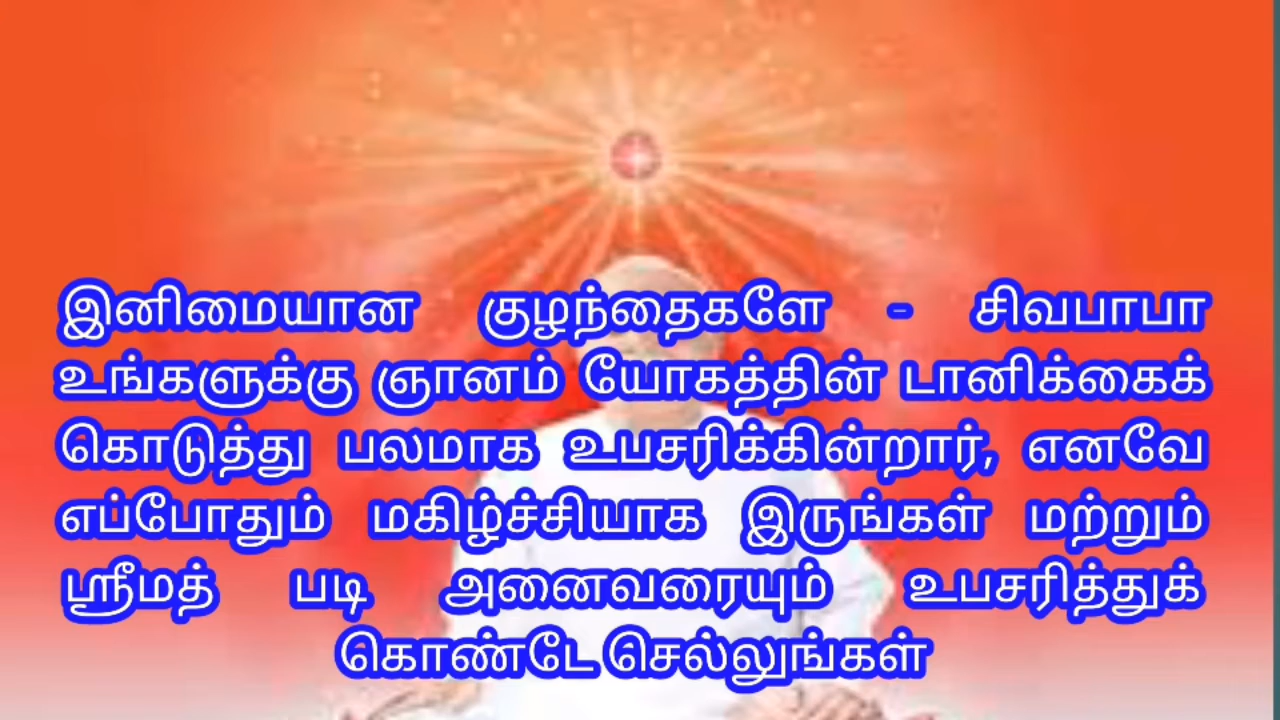 இனிமையான குழந்தைகளே - சிவபாபா
உங்களுக்கு ஞானம் யோகத்தின் டானிக்கைக்
கொடுத்து பலமாக உபசரிக்கின்றார், எனவே
எப்போதும் மகிழ்ச்சியாக இருங்கள் மற்றும்
ஸ்ரீமத் படி அனைவரையும் உபசரித்துக்
கொண்டே செல்லுங்கள்